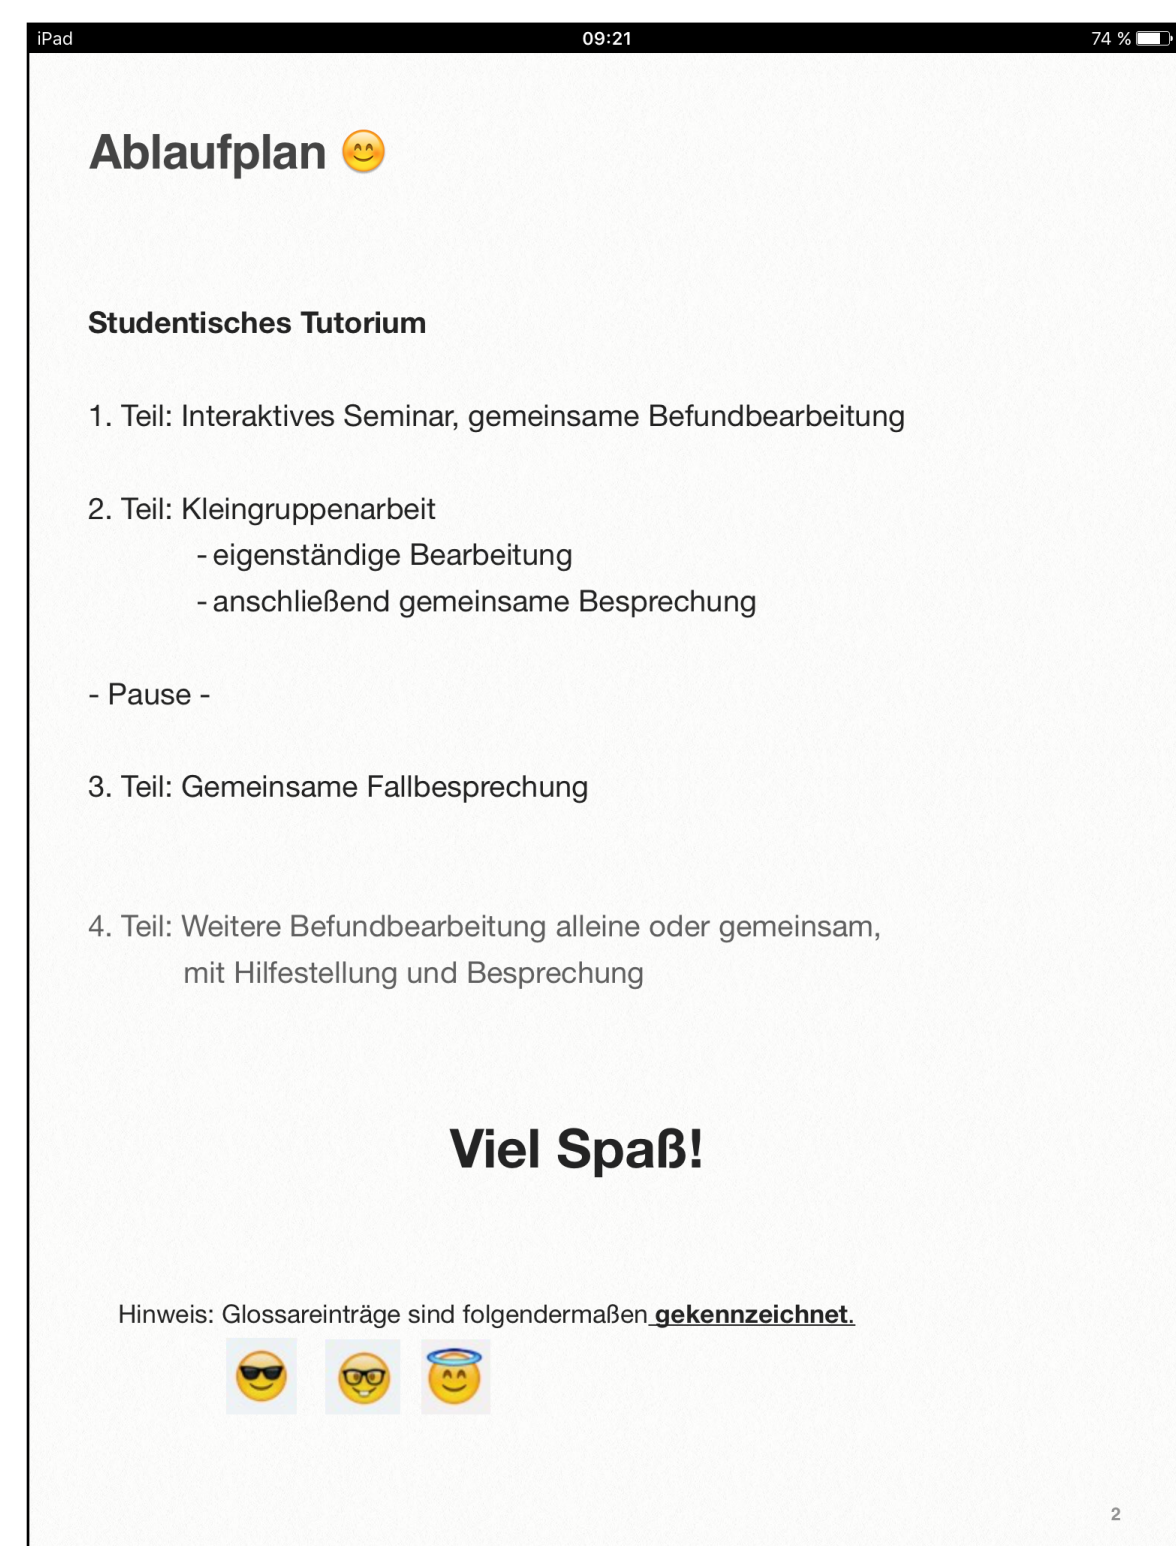 iPad 09:21 74 %
Ablaufplan 😊
Studentisches Tutorium
1. Teil: Interaktives Seminar, gemeinsame Befundbearbeitung
2. Teil: Kleingruppenarbeit
- eigenständige Bearbeitung
- anschließend gemeinsame Besprechung
- Pause -
3. Teil: Gemeinsame Fallbesprechung
4. Teil: Weitere Befundbearbeitung alleine oder gemeinsam,
mit Hilfestellung und Besprechung
Viel Spaß!
Hinweis: Glossareinträge sind folgendermaßen gekennzeichnet.
😎 🤓 😇
2